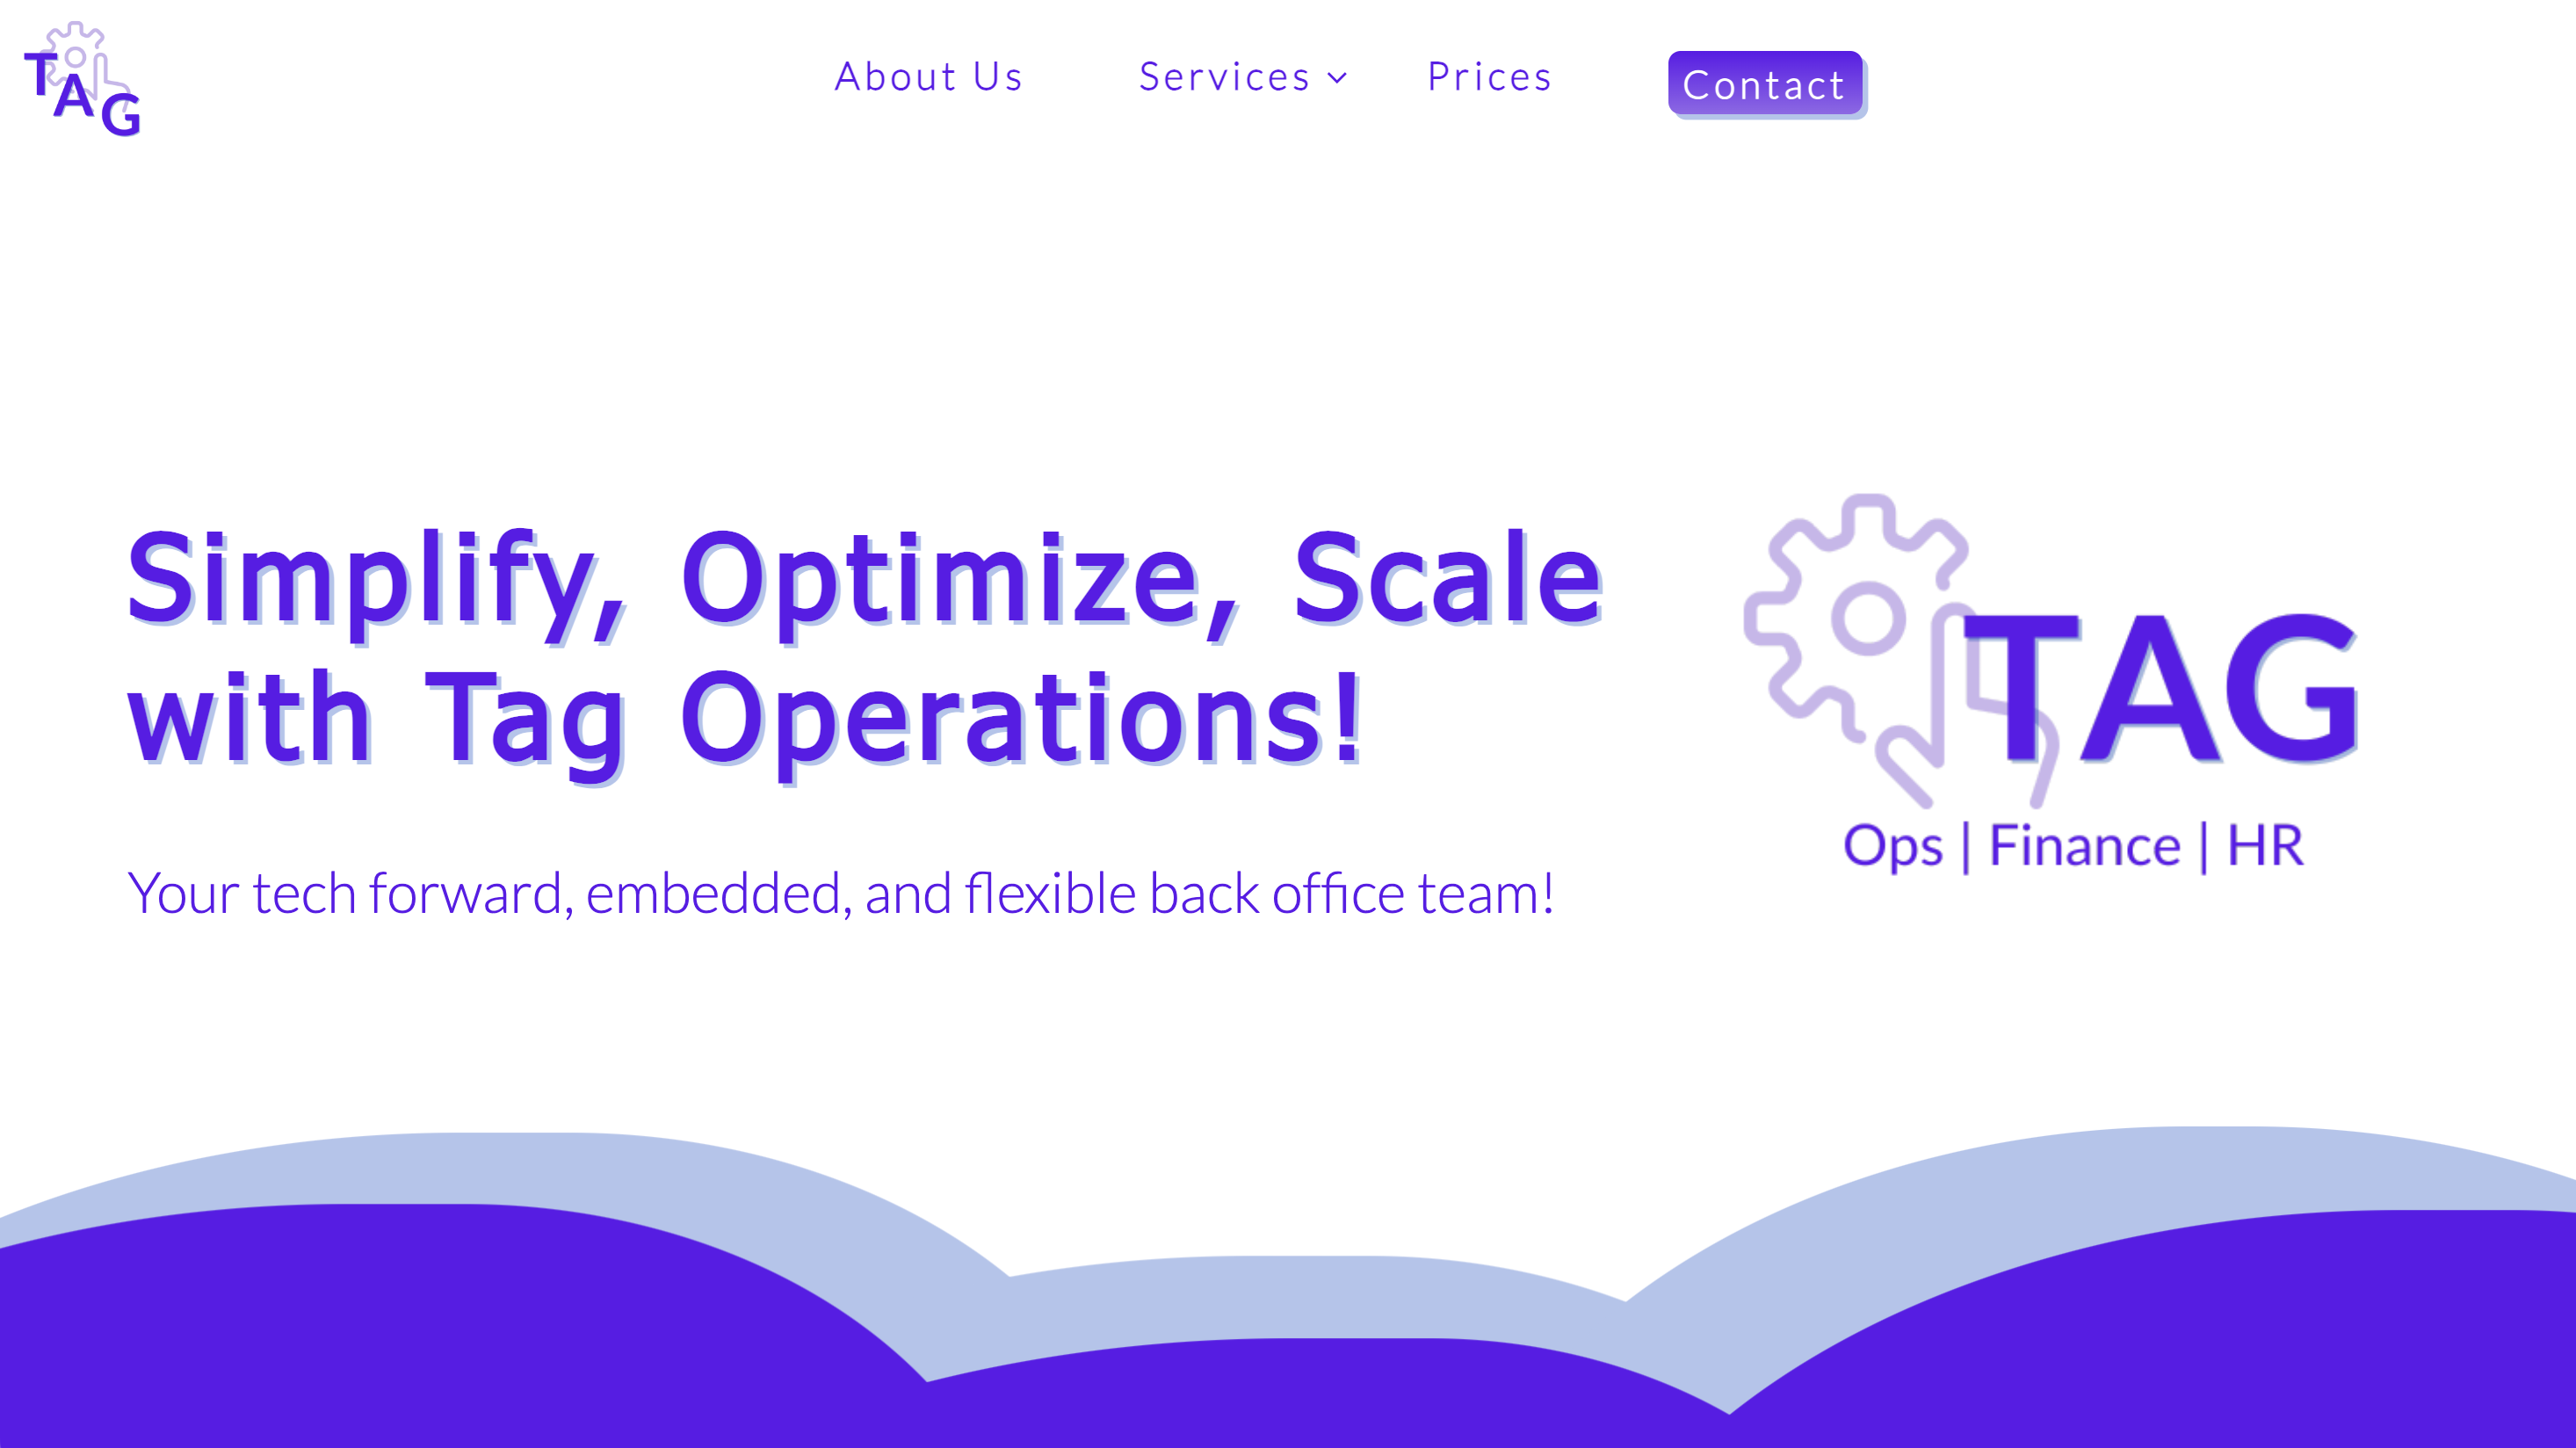 TAG
About Us
Services
Prices
Contact
Simplify, Optimize, Scale
with Tag Operations!
Your tech forward, embedded, and flexible back office team!
TAG
Ops | Finance | HR